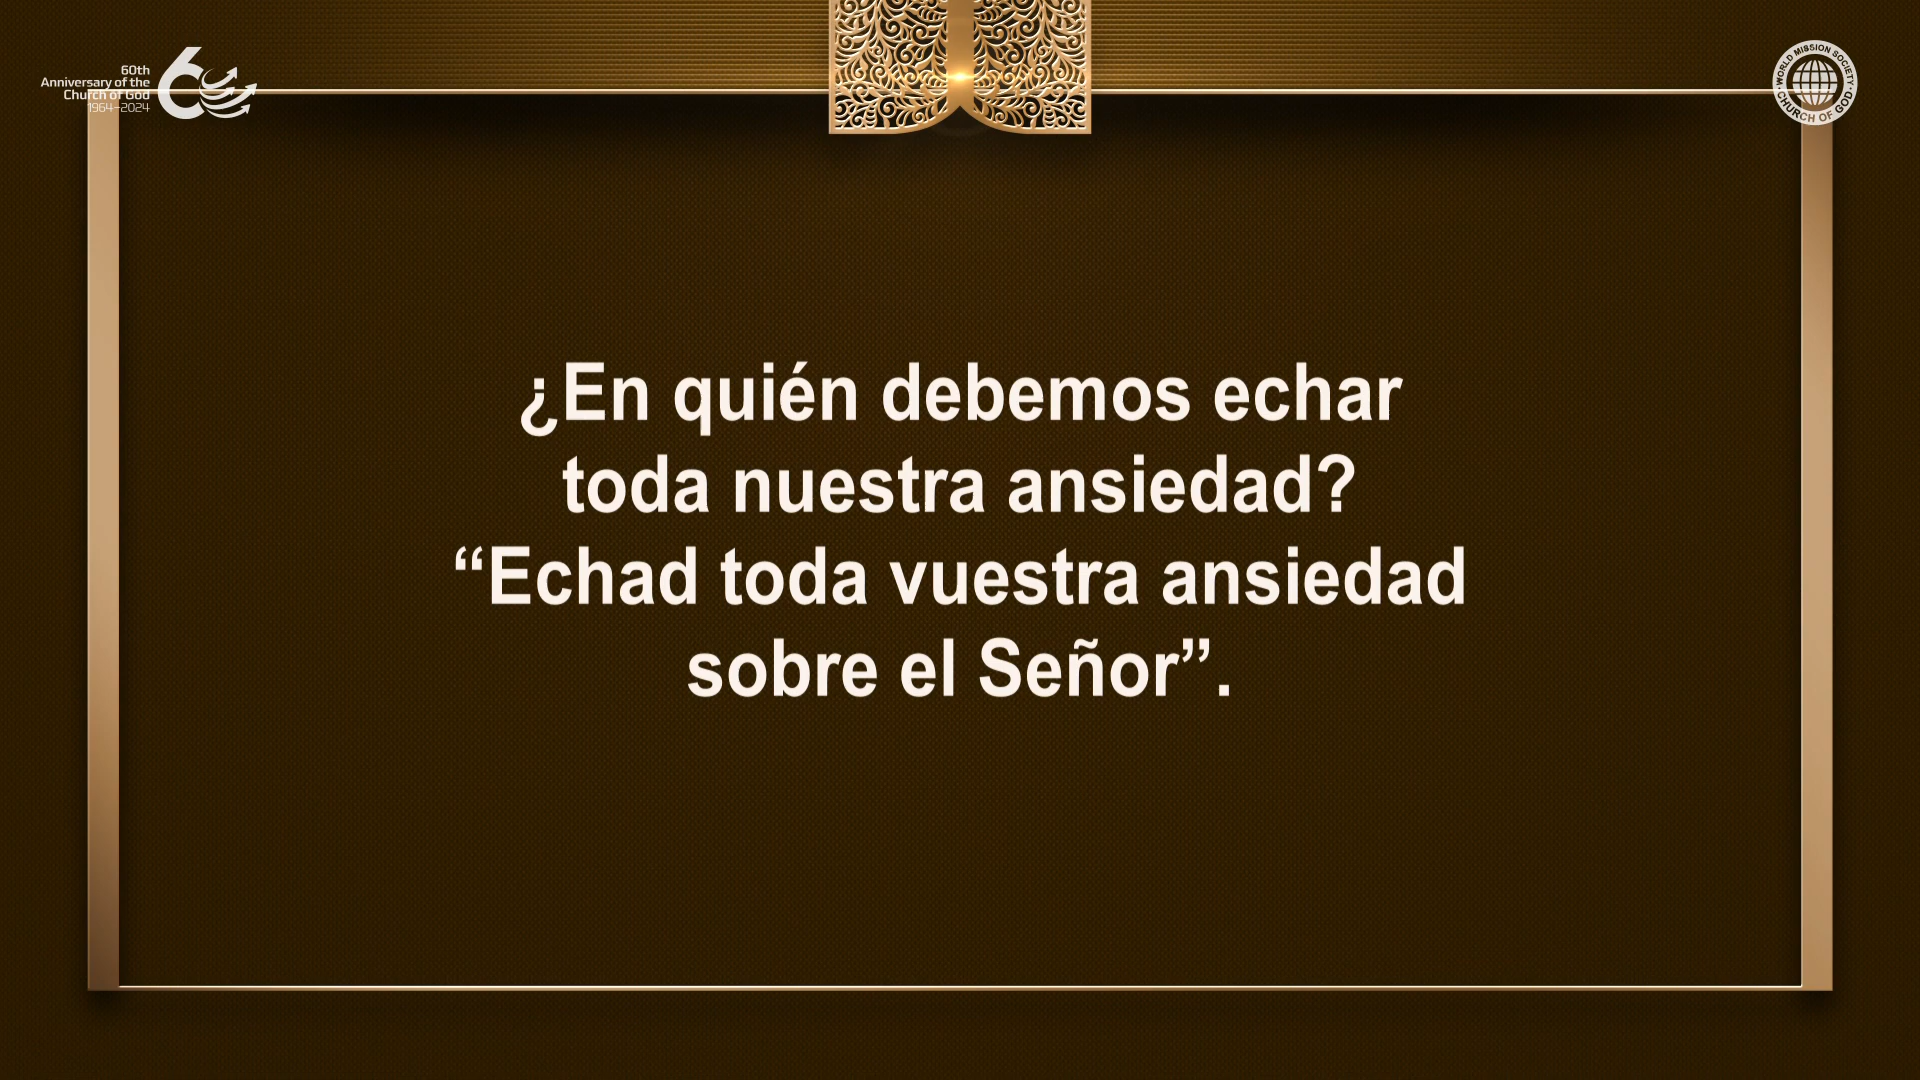 60th
Anniversary of the
Church of God
1964–2024
60
WORLD MISSION SOCIETY
CHURCH OF GOD
¿En quién debemos echar
toda nuestra ansiedad?
“Echad toda vuestra ansiedad
sobre el Señor”.